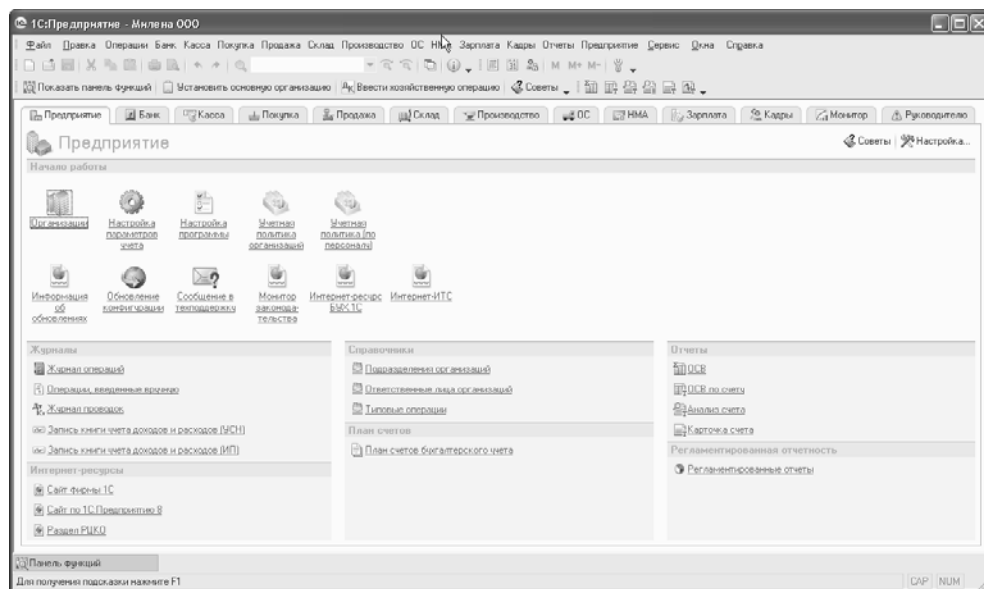 1С:Предприятие - Милена ООО
Файл Правка Операции Банк Касса Покупка Продажа Склад Производство ОС НМА Зарплата Кадры Отчеты Предприятие Сервис Окна Справка
M M+ M-
Показать панель функций Установить основную организацию Ввести хозяйственную операцию Советы
Предприятие Банк Касса Покупка Продажа Склад Производство ОС НМА Зарплата Кадры Монитор Руководителю
Предприятие Советы Настройка...
Начало работы
Организации Настройка параметров учета Настройка программы Учетная политика организаций Учетная политика (по персоналу)
Информация об обновлениях Обновление конфигурации Сообщение в техподдержку Монитор законода- тельства Интернет-ресурс БУХ.1С Интернет-ИТС
Журналы Справочники Отчеты
Журнал операций Подразделения организаций ОСВ
Операции, введенные вручную Ответственные лица организаций ОСВ по счету
Журнал проводок Типовые операции Анализ счета
Запись книги учета доходов и расходов (УСН) План счетов Карточка счета
Запись книги учета доходов и расходов (ИП) План счетов бухгалтерского учета Регламентированная отчетность
Интернет-ресурсы Регламентированные отчеты
Сайт фирмы 1С
Сайт по 1С:Предприятию 8
Раздел РЦКО
Панель функций
Для получения подсказки нажмите F1 CAP NUM